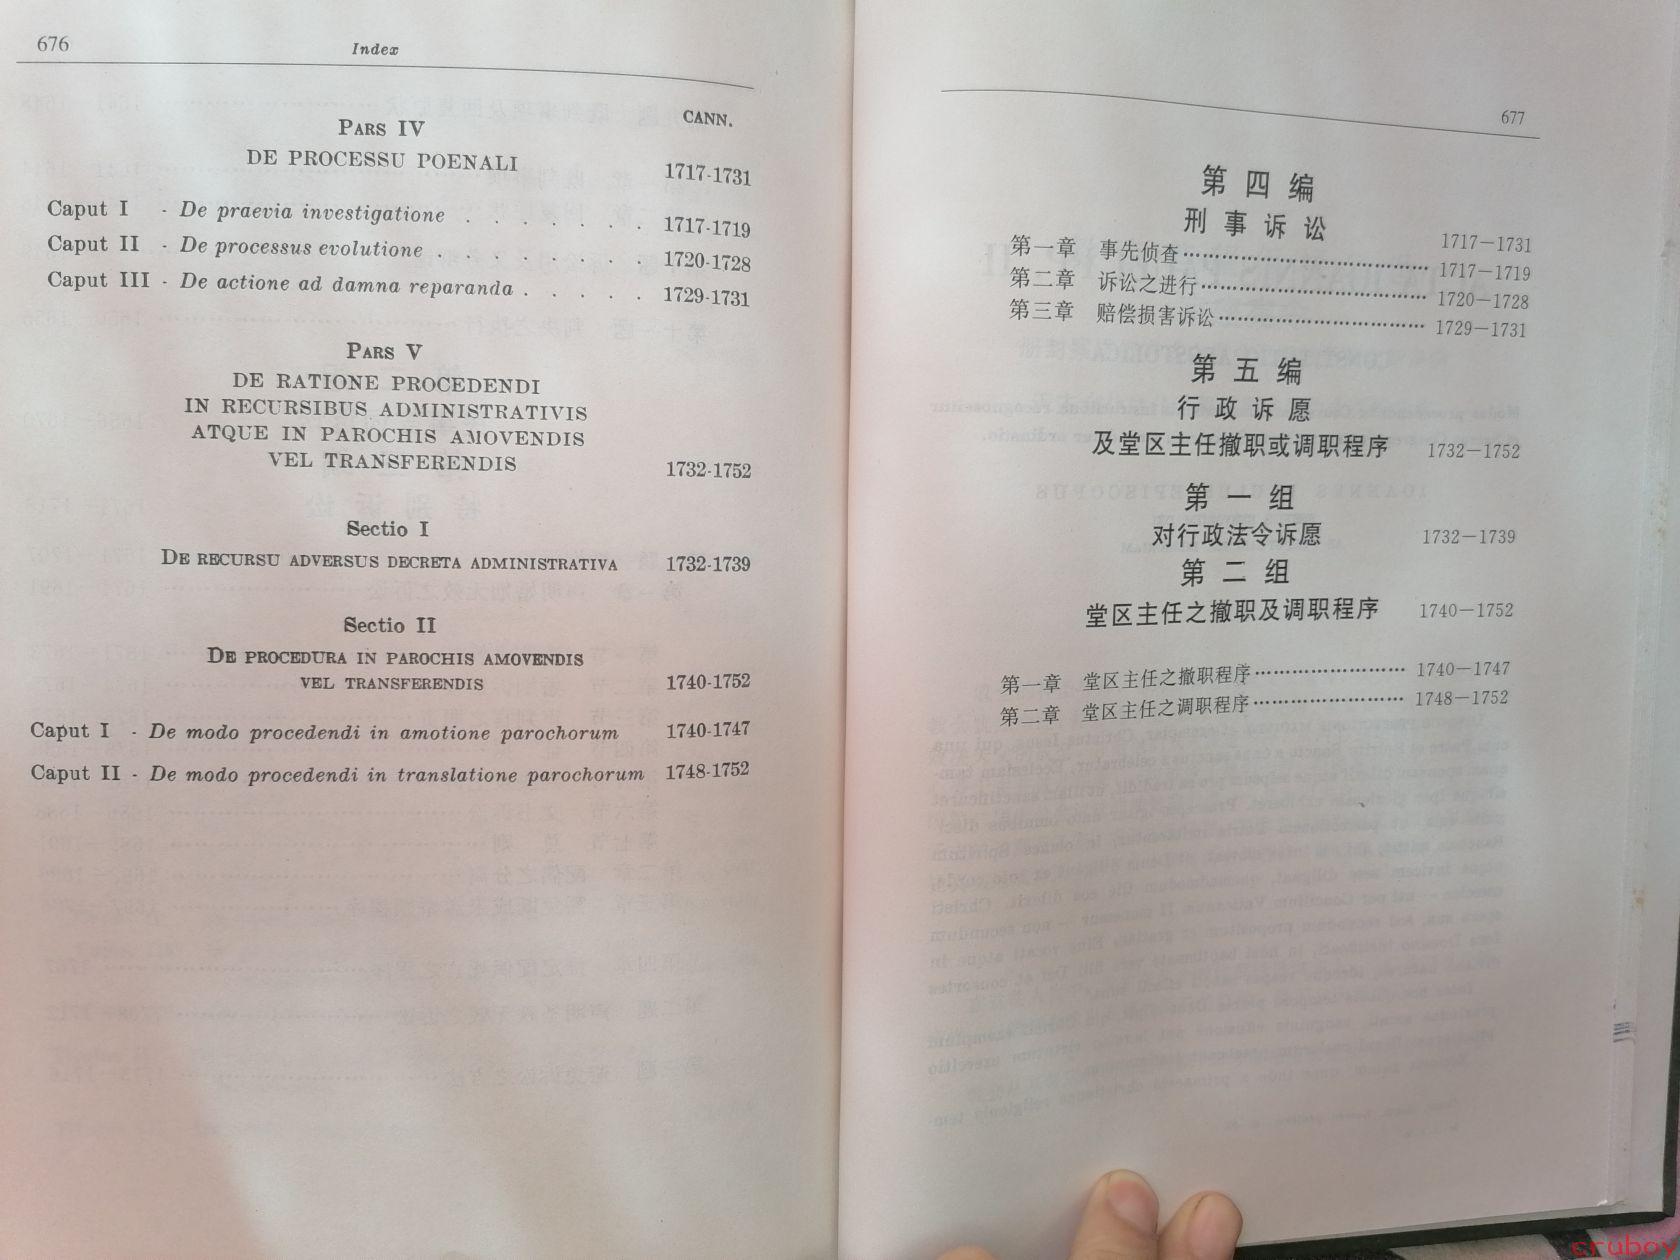 676
Index
CANN.
PARS IV
DE PROCESSU POENALI 1717-1731
Caput I - De praevia investigatione . . . . . . . 1717-1719
Caput II - De processus evolutione . . . . . . . . 1720-1728
Caput III - De actione ad damna reparanda . . . . . 1729-1731
PARS V
DE RATIONE PROCEDENDI
IN RECURSIBUS ADMINISTRATIVIS
ATQUE IN PAROCHIS AMOVENDIS
VEL TRANSFERENDIS 1732-1752
Sectio I
DE RECURSU ADVERSUS DECRETA ADMINISTRATIVA 1732-1739
Sectio II
DE PROCEDURA IN PAROCHIS AMOVENDIS
VEL TRANSFERENDIS 1740-1752
Caput I - De modo procedendi in amotione parochorum 1740-1747
Caput II - De modo procedendi in translatione parochorum 1748-1752
677
第四编
刑事诉讼 1717－1731
第一章 事先侦查…………………………………… 1717－1719
第二章 诉讼之进行………………………………… 1720－1728
第三章 赔偿损害诉讼……………………………… 1729－1731
第五编
行政诉愿
及堂区主任撤职或调职程序 1732－1752
第一组
对行政法令诉愿 1732－1739
第二组
堂区主任之撤职及调职程序 1740－1752
第一章 堂区主任之撤职程序…………………… 1740－1747
第二章 堂区主任之调职程序…………………… 1748－1752
cruboy